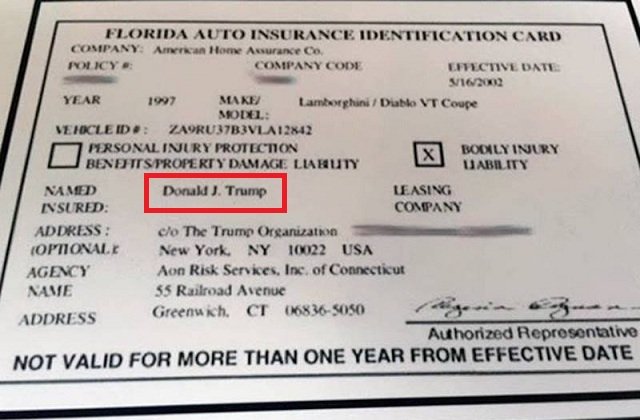 FLORIDA AUTO INSURANCE IDENTIFICATION CARD
COMPANY: American Home Assurance Co.
POLICY #: COMPANY CODE EFFECTIVE DATE:
5/16/2002
YEAR 1997 MAKE/ MODEL: Lamborghini / Diablo VT Coupe
VEHICLE ID # : ZA9RU37B3VLA12842
PERSONAL INJURY PROTECTION BENEFITS/PROPERTY DAMAGE LIABILITY
X BODILY INJURY LIABILITY
NAMED INSURED: Donald J. Trump LEASING COMPANY
ADDRESS : c/o The Trump Organization
(OPTIONAL): New York, NY 10022 USA
AGENCY Aon Risk Services, Inc. of Connecticut
NAME 55 Railroad Avenue
ADDRESS Greenwich, CT 06836-5050
Authorized Representative
NOT VALID FOR MORE THAN ONE YEAR FROM EFFECTIVE DATE